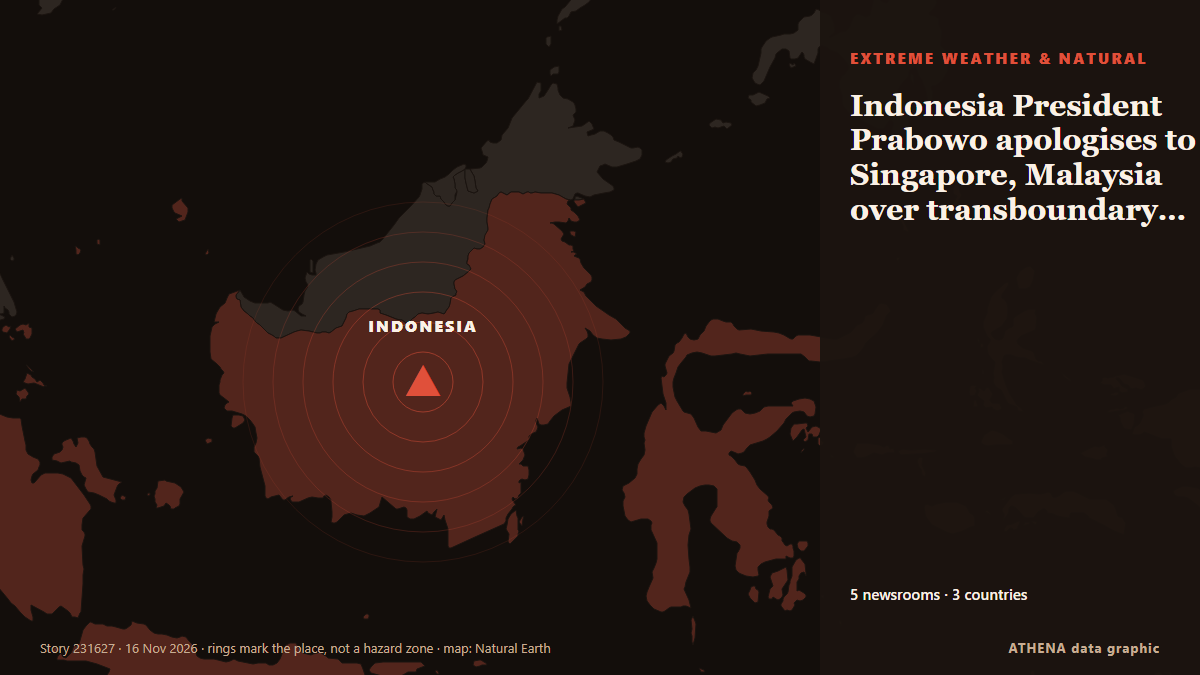 EXTREME WEATHER & NATURAL
Indonesia President
Prabowo apologises to
Singapore, Malaysia
over transboundary...
INDONESIA
5 newsrooms · 3 countries
Story 231627 · 16 Nov 2026 · rings mark the place, not a hazard zone · map: Natural Earth
ATHENA data graphic